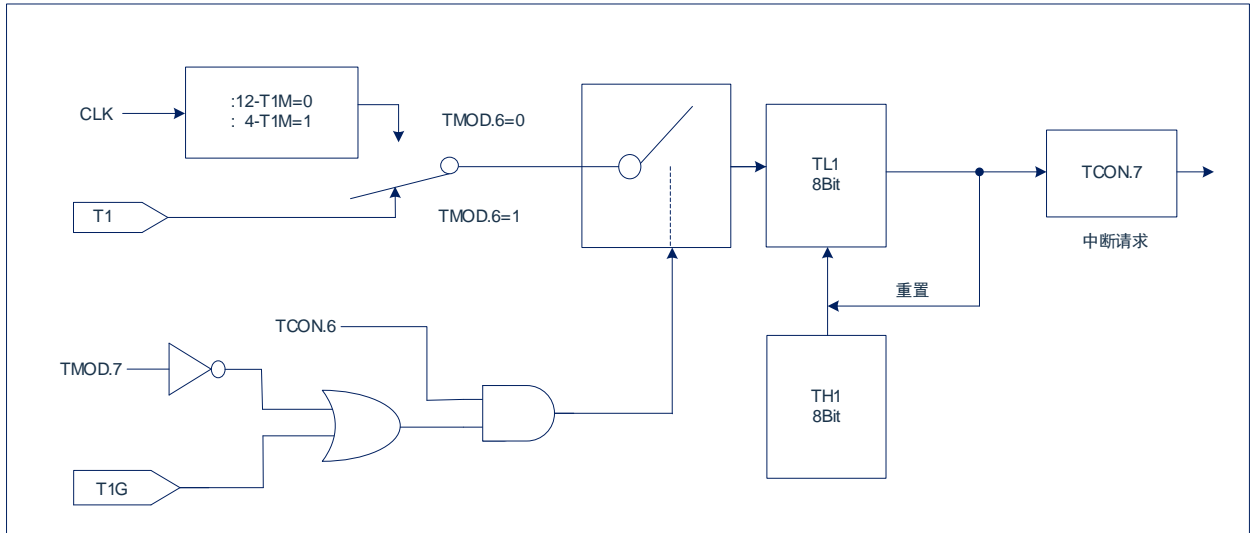 CLK
:12-T1M=0
: 4-T1M=1
TMOD.6=0
T1
TMOD.6=1
TL1
8Bit
TCON.7
中断请求
重置
TCON.6
TMOD.7
TH1
8Bit
T1G